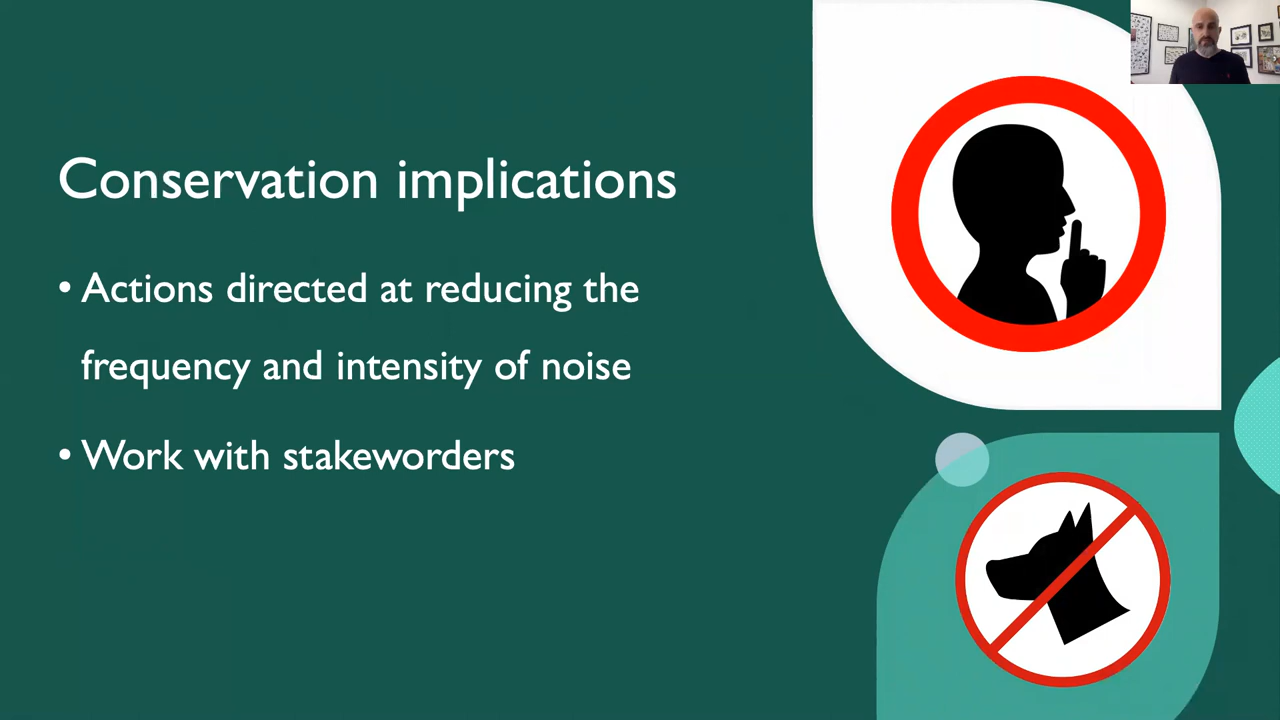 Conservation implications
• Actions directed at reducing the
frequency and intensity of noise
• Work with stakeworders